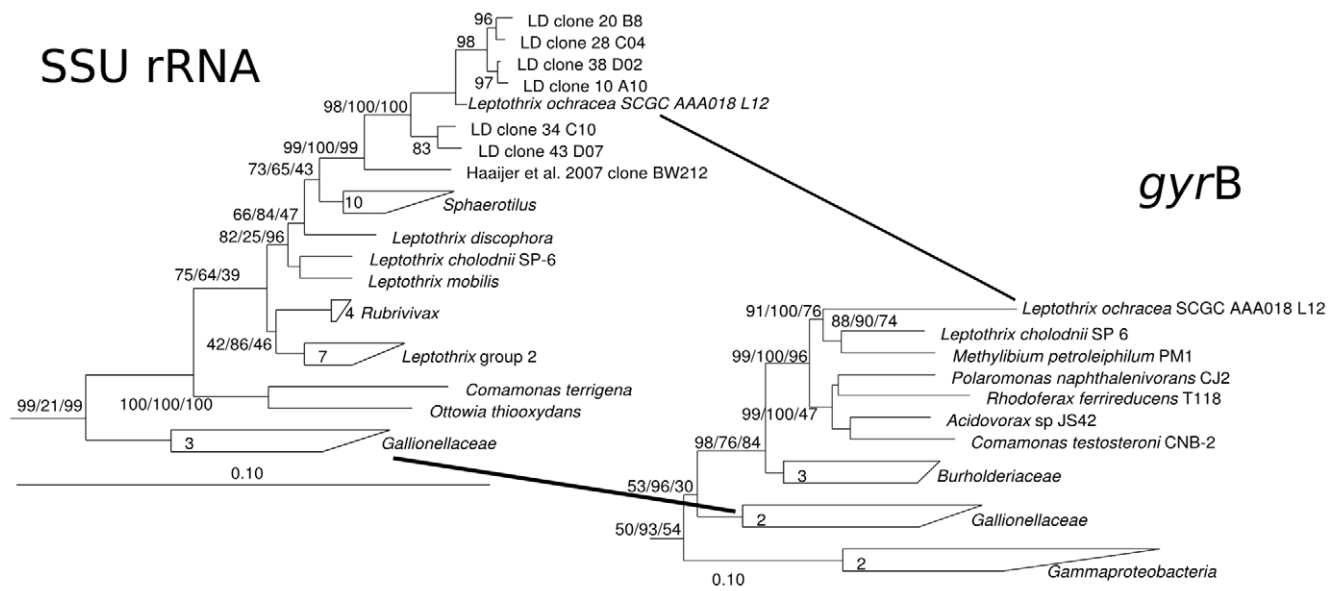 SSU rRNA
96
LD clone 20 B8
98
LD clone 28 C04
LD clone 38 D02
97
LD clone 10 A10
98/100/100
Leptothrix ochracea SCGC AAA018 L12
LD clone 34 C10
83
99/100/99
LD clone 43 D07
73/65/43
Haaijer et al. 2007 clone BW212
10
Sphaerotilus
66/84/47
82/25/96
Leptothrix discophora
Leptothrix cholodnii SP-6
75/64/39
Leptothrix mobilis
4
Rubrivivax
42/86/46
7
Leptothrix group 2
Comamonas terrigena
99/21/99
100/100/100
Ottowia thiooxydans
3
Gallionellaceae
0.10
gyrB
91/100/76
Leptothrix ochracea SCGC AAA018 L12
88/90/74
Leptothrix cholodnii SP 6
99/100/96
Methylibium petroleiphilum PM1
Polaromonas naphthalenivorans CJ2
Rhodoferax ferrireducens T118
99/100/47
Acidovorax sp JS42
98/76/84
Comamonas testosteroni CNB-2
3
Burholderiaceae
53/96/30
2
Gallionellaceae
50/93/54
2
Gammaproteobacteria
0.10